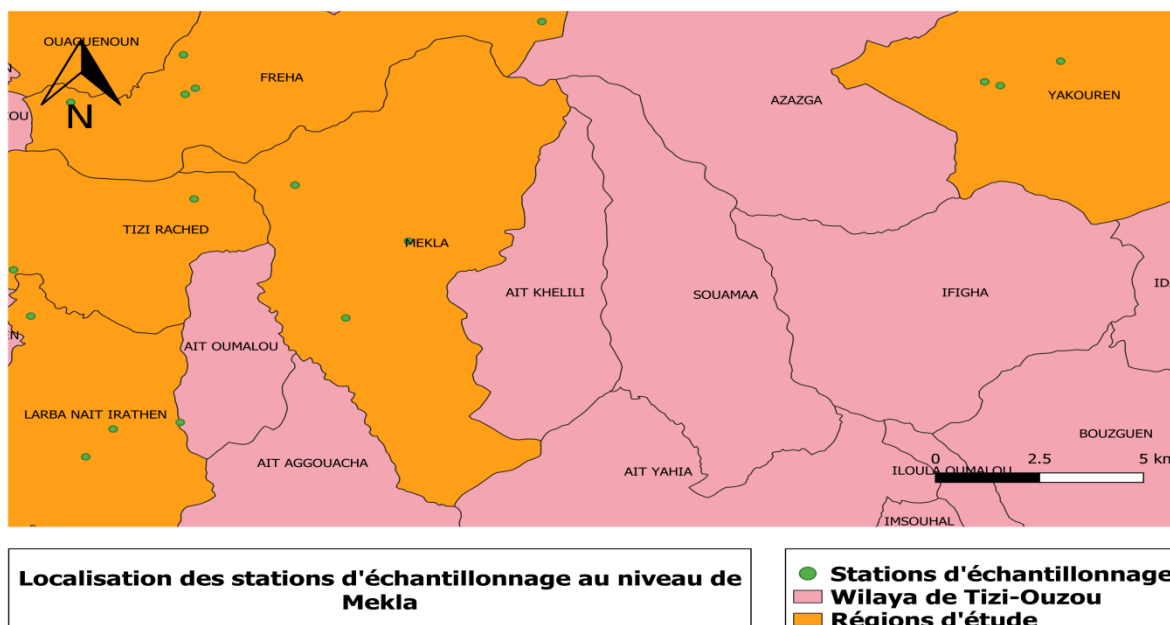 OUAGUENOUN
FREHA
N
AZAZGA
YAKOUREN
TIZI RACHED
MEKLA
AIT KHELILI
SOUAMAA
IFIGHA
AIT OUMALOU
LARBA NAIT IRATHEN
AIT AGGOUACHA
AIT YAHIA
BOUZGUEN
ILOULA OUMALOU
IMSOUHAL
0 2.5 5 km
Localisation des stations d'échantillonnage au niveau de
Mekla
Stations d'échantillonnage
Wilaya de Tizi-Ouzou
Régions d'étude